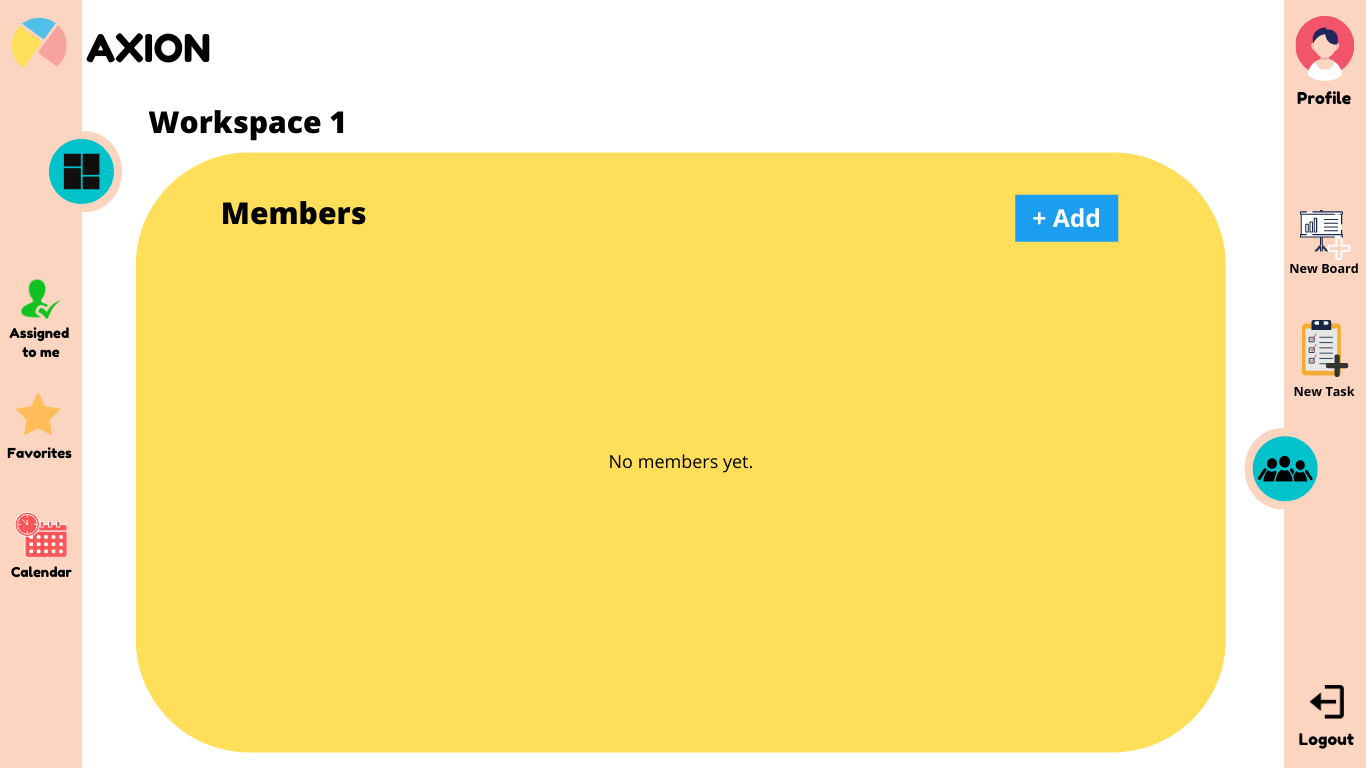 AXION
Workspace 1
Members
+ Add
No members yet.
Assigned
to me
Favorites
Calendar
Profile
New Board
New Task
Logout